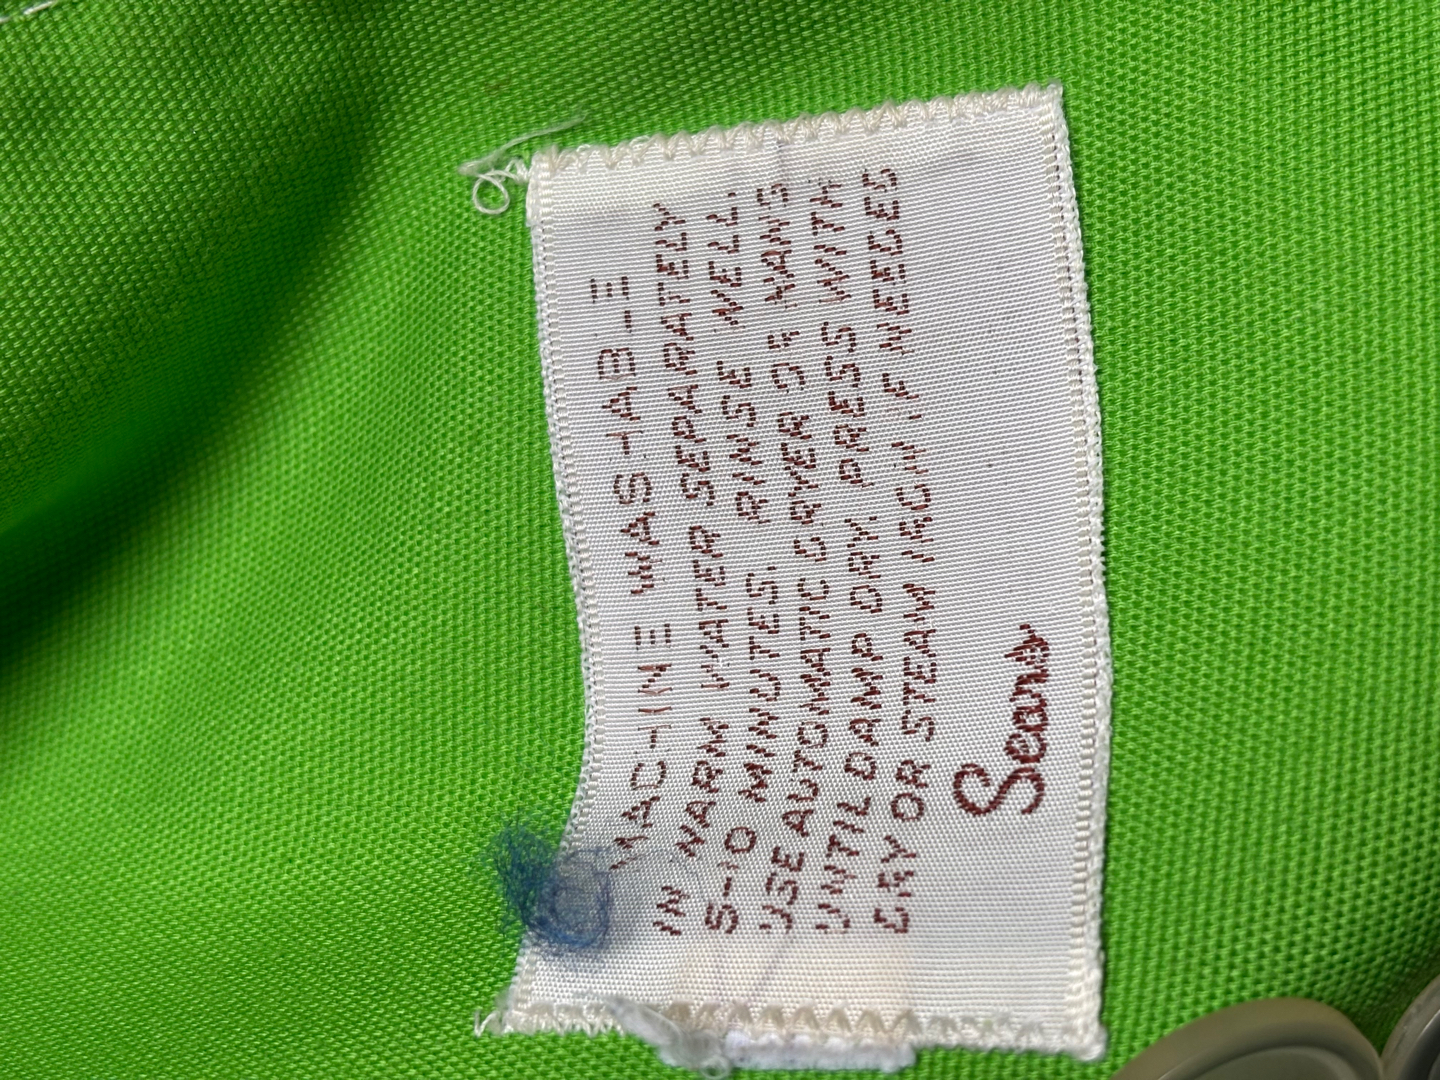 MACHINE WASHABLE
IN WARM WATER SEPARATELY
5-10 MINUTES. RINSE WELL.
USE AUTOMATIC DRYER OR HANG
UNTIL DAMP DRY. PRESS WITH
DRY OR STEAM IRON IF NEEDED
Sears